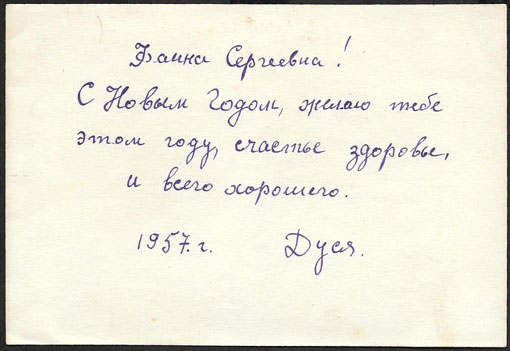 Фаина Сергеевна!
С Новым Годом, желаю тебе
этом году, счастье здоровье,
и всего хорошего.
1957.г. Дуся.